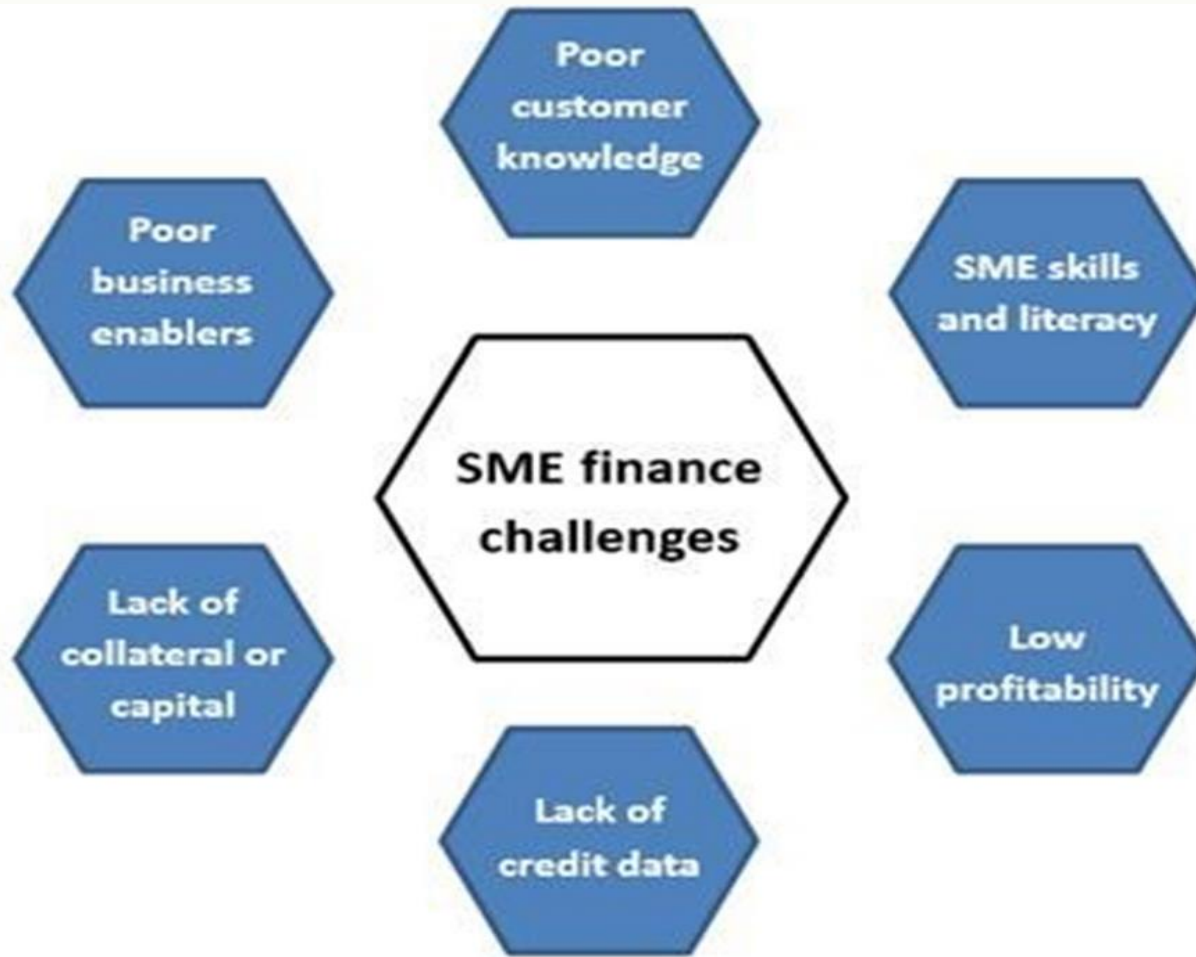 Poor
customer
knowledge
Poor
business
enablers
SME skills
and literacy
SME finance
challenges
Lack of
collateral or
capital
Low
profitability
Lack of
credit data